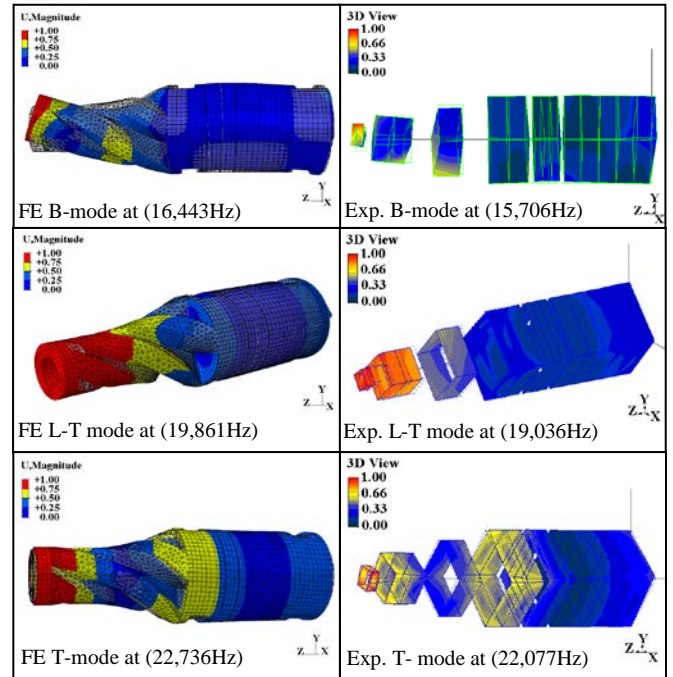 U,Magnitude
+1.00
+0.75
+0.50
+0.25
0.00
Y
Z X
FE B-mode at (16,443Hz)
3D View
1.00
0.66
0.33
0.00
Y
Z X
Exp. B-mode at (15,706Hz)
U,Magnitude
+1.00
+0.75
+0.50
+0.25
0.00
Y
Z X
FE L-T mode at (19,861Hz)
3D View
1.00
0.66
0.33
0.00
Y
Z X
Exp. L-T mode at (19,036Hz)
U,Magnitude
+1.00
+0.75
+0.50
+0.25
0.00
Y
Z X
FE T-mode at (22,736Hz)
3D View
1.00
0.66
0.33
0.00
Y
Z X
Exp. T- mode at (22,077Hz)